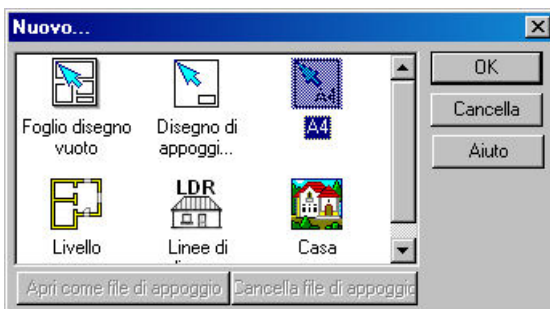 Nuovo...
OK
Cancella
Aiuto
Foglio disegno
vuoto
Disegno di
appoggi...
A4
A4
LDR
Livello
Linee di
Casa
Apri come file di appoggio
Cancella file di appoggio